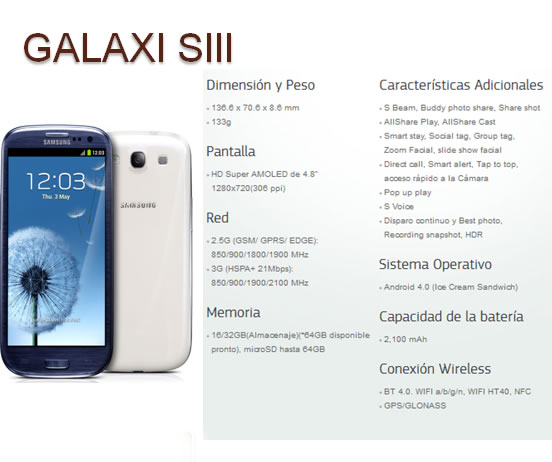 GALAXI SIII
SAMSUNG
12:03
12:03
Thu, 3 May
SAMSUNG
Dimensión y Peso
136.6 x 70.6 x 8.6 mm
133g
Pantalla
HD Super AMOLED de 4.8"
1280x720(306 ppi)
Red
2.5G (GSM/ GPRS/ EDGE):
850/900/1800/1900 MHz
3G (HSPA+ 21Mbps):
850/900/1900/2100 MHz
Memoria
16/32GB(Almacenaje)(*64GB disponible
pronto), microSD hasta 64GB
Características Adicionales
S Beam, Buddy photo share, Share shot
AllShare Play, AllShare Cast
Smart stay, Social tag, Group tag,
Zoom Facial, slide show facial
Direct call, Smart alert, Tap to top,
acceso rápido a la Cámara
Pop up play
S Voice
Disparo continuo y Best photo,
Recording snapshot, HDR
Sistema Operativo
Android 4.0 (Ice Cream Sandwich)
Capacidad de la batería
2,100 mAh
Conexión Wireless
BT 4.0. WIFI a/b/g/n, WIFI HT40, NFC
GPS/GLONASS